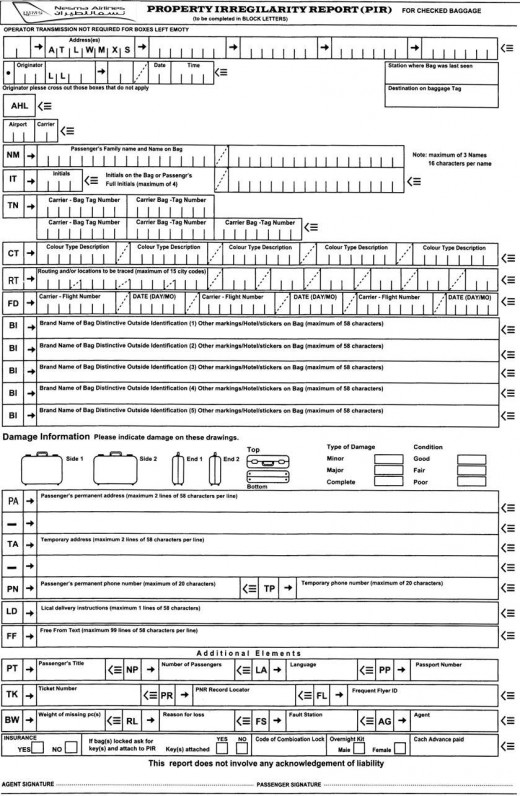 Nesma Airlines
نسما للطيران
PROPERTY IRREGILARITY REPORT (PIR) FOR CHECKED BAGGAGE
(to be completed in BLOCK LETTERS)
OPERATOR TRANSMISSION NOT REQUIRED FOR BOXES LEFT EMOTY
Address(es)
A T L W M X S
Originator Date Time Station where Bag was last seen
L L
Destination on baggage Tag
Originator please cross out those boxes that do not apply
AHL
Airport Carrier
NM Passenger's Family name and Name on Bag
Note: maximum of 3 Names
16 characters per name
IT Initials Initials on the Bag or Passengr's
Full Initials (maximum of 4)
TN Carrier - Bag Tag Number Carrier Bag -Tag Number
Carrier - Bag Tag Number Carrier Bag -Tag Number Carrier Bag -Tag Number
CT Colour Type Description Colour Type Description Colour Type Description Colour Type Description Colour Type Description
RT Routing and/or locations to be traced (maximum of 15 city codes)
FD Carrier - Flight Number DATE (DAY/MO) Carrier - Flight Number DATE (DAY/MO) Carrier - Flight Number DATE (DAY/MO)
BI Brand Name of Bag Distinctive Outside Identification (1) Other markings/Hotel/stickers on Bag (maximum of 58 characters)
BI Brand Name of Bag Distinctive Outside Identification (2) Other markings/Hotel/stickers on Bag (maximum of 58 characters)
BI Brand Name of Bag Distinctive Outside Identification (3) Other markings/Hotel/stickers on Bag (maximum of 58 characters)
BI Brand Name of Bag Distinctive Outside Identification (4) Other markings/Hotel/stickers on Bag (maximum of 58 characters)
BI Brand Name of Bag Distinctive Outside Identification (5) Other markings/Hotel/stickers on Bag (maximum of 58 characters)
Damage Information Please indicate damage on these drawings.
Side 1 Side 2 End 1 End 2 Top
Bottom
Type of Damage Condition
Minor Good
Major Fair
Complete Poor
PA Passenger's permanent address (maximum 2 lines of 58 characters per line)
TA Temporary address (maximum 2 lines of 58 characters per line)
PN Passenger's permanent phone number (maximum of 20 characters) TP Temporary phone number (maximum of 20 characters)
LD Lical delivery instructions (maximum 1 lines of 58 characters)
FF Free From Text (maximum 99 lines of 58 characters per line)
Additional Elements
PT Passenger's Title NP Number of Passengers LA Language PP Passport Number
TK Ticket Number PR PNR Record Locator FL Frequent Flyer ID
BW Weight of missing pc(s) RL Reason for loss FS Fault Station AG Agent
INSURANCE YES NO If bag(s) locked ask for key(s) and attach to PIR Key(s) attached YES NO Code of Combioation Lock Overnight Kit Male Female Cach Advance paid
This report does not involve any acknowledgement of liability
AGENT SIGNATURE PASSENGER SIGNATURE